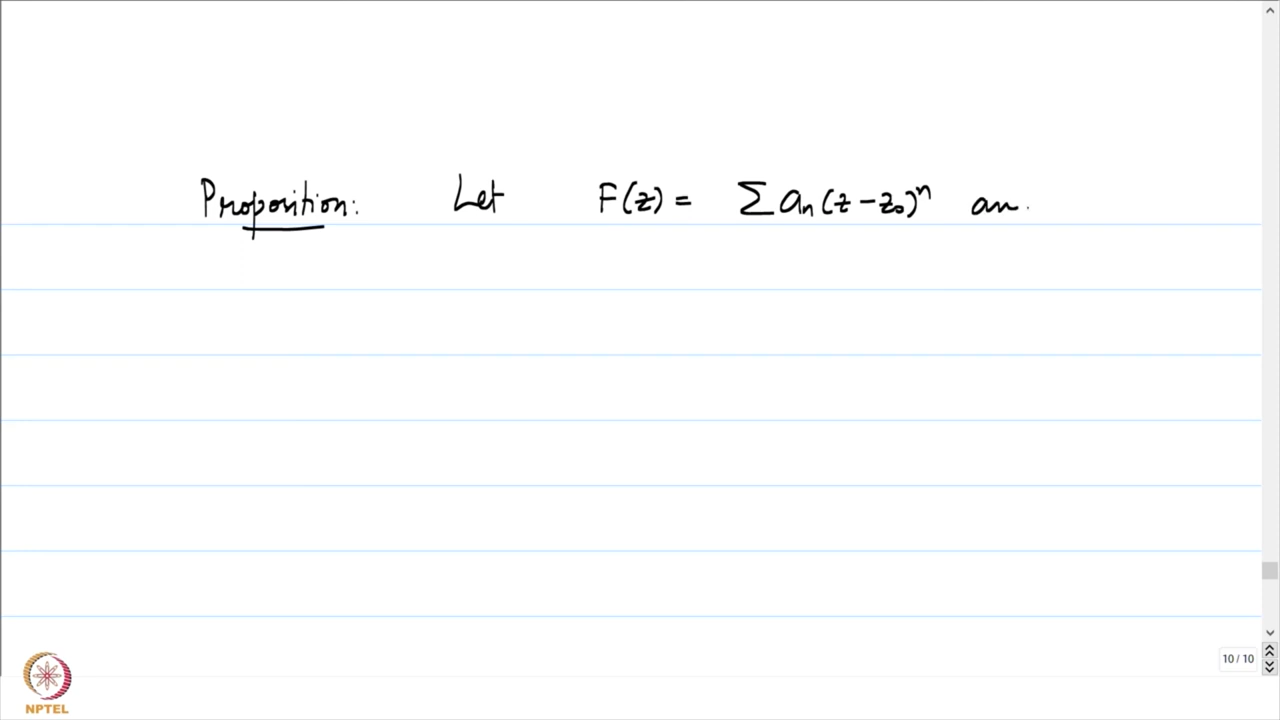 Proposition: Let F(z) = ∑ aₙ(z − z₀)ⁿ an
10 / 10
NPTEL